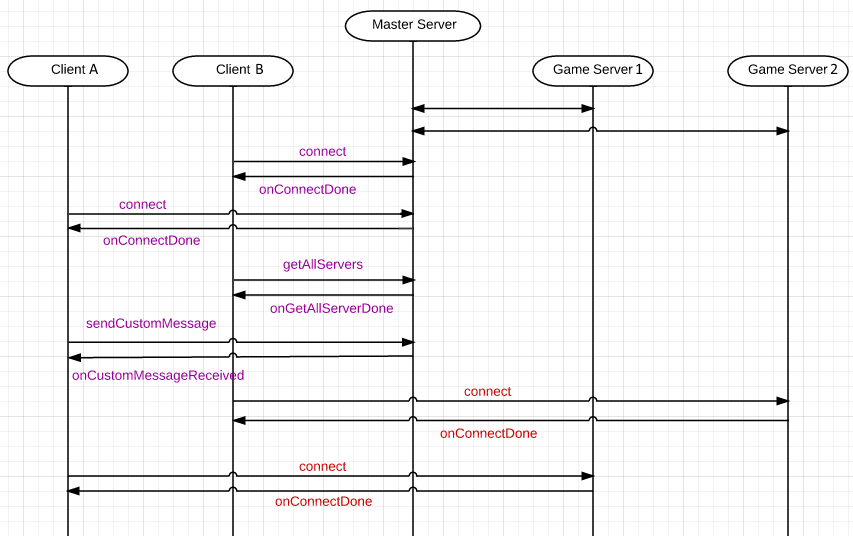 Master Server
Client A
Client B
Game Server 1
Game Server 2
connect
onConnectDone
connect
onConnectDone
getAllServers
onGetAllServerDone
sendCustomMessage
onCustomMessageReceived
connect
onConnectDone
connect
onConnectDone